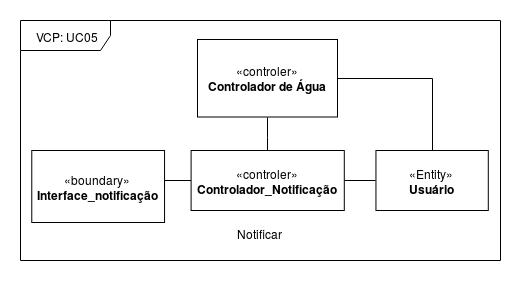 VCP: UC05
«controler»
Controlador de Água
«boundary»
Interface_notificação
«controler»
Controlador_Notificação
«Entity»
Usuário
Notificar